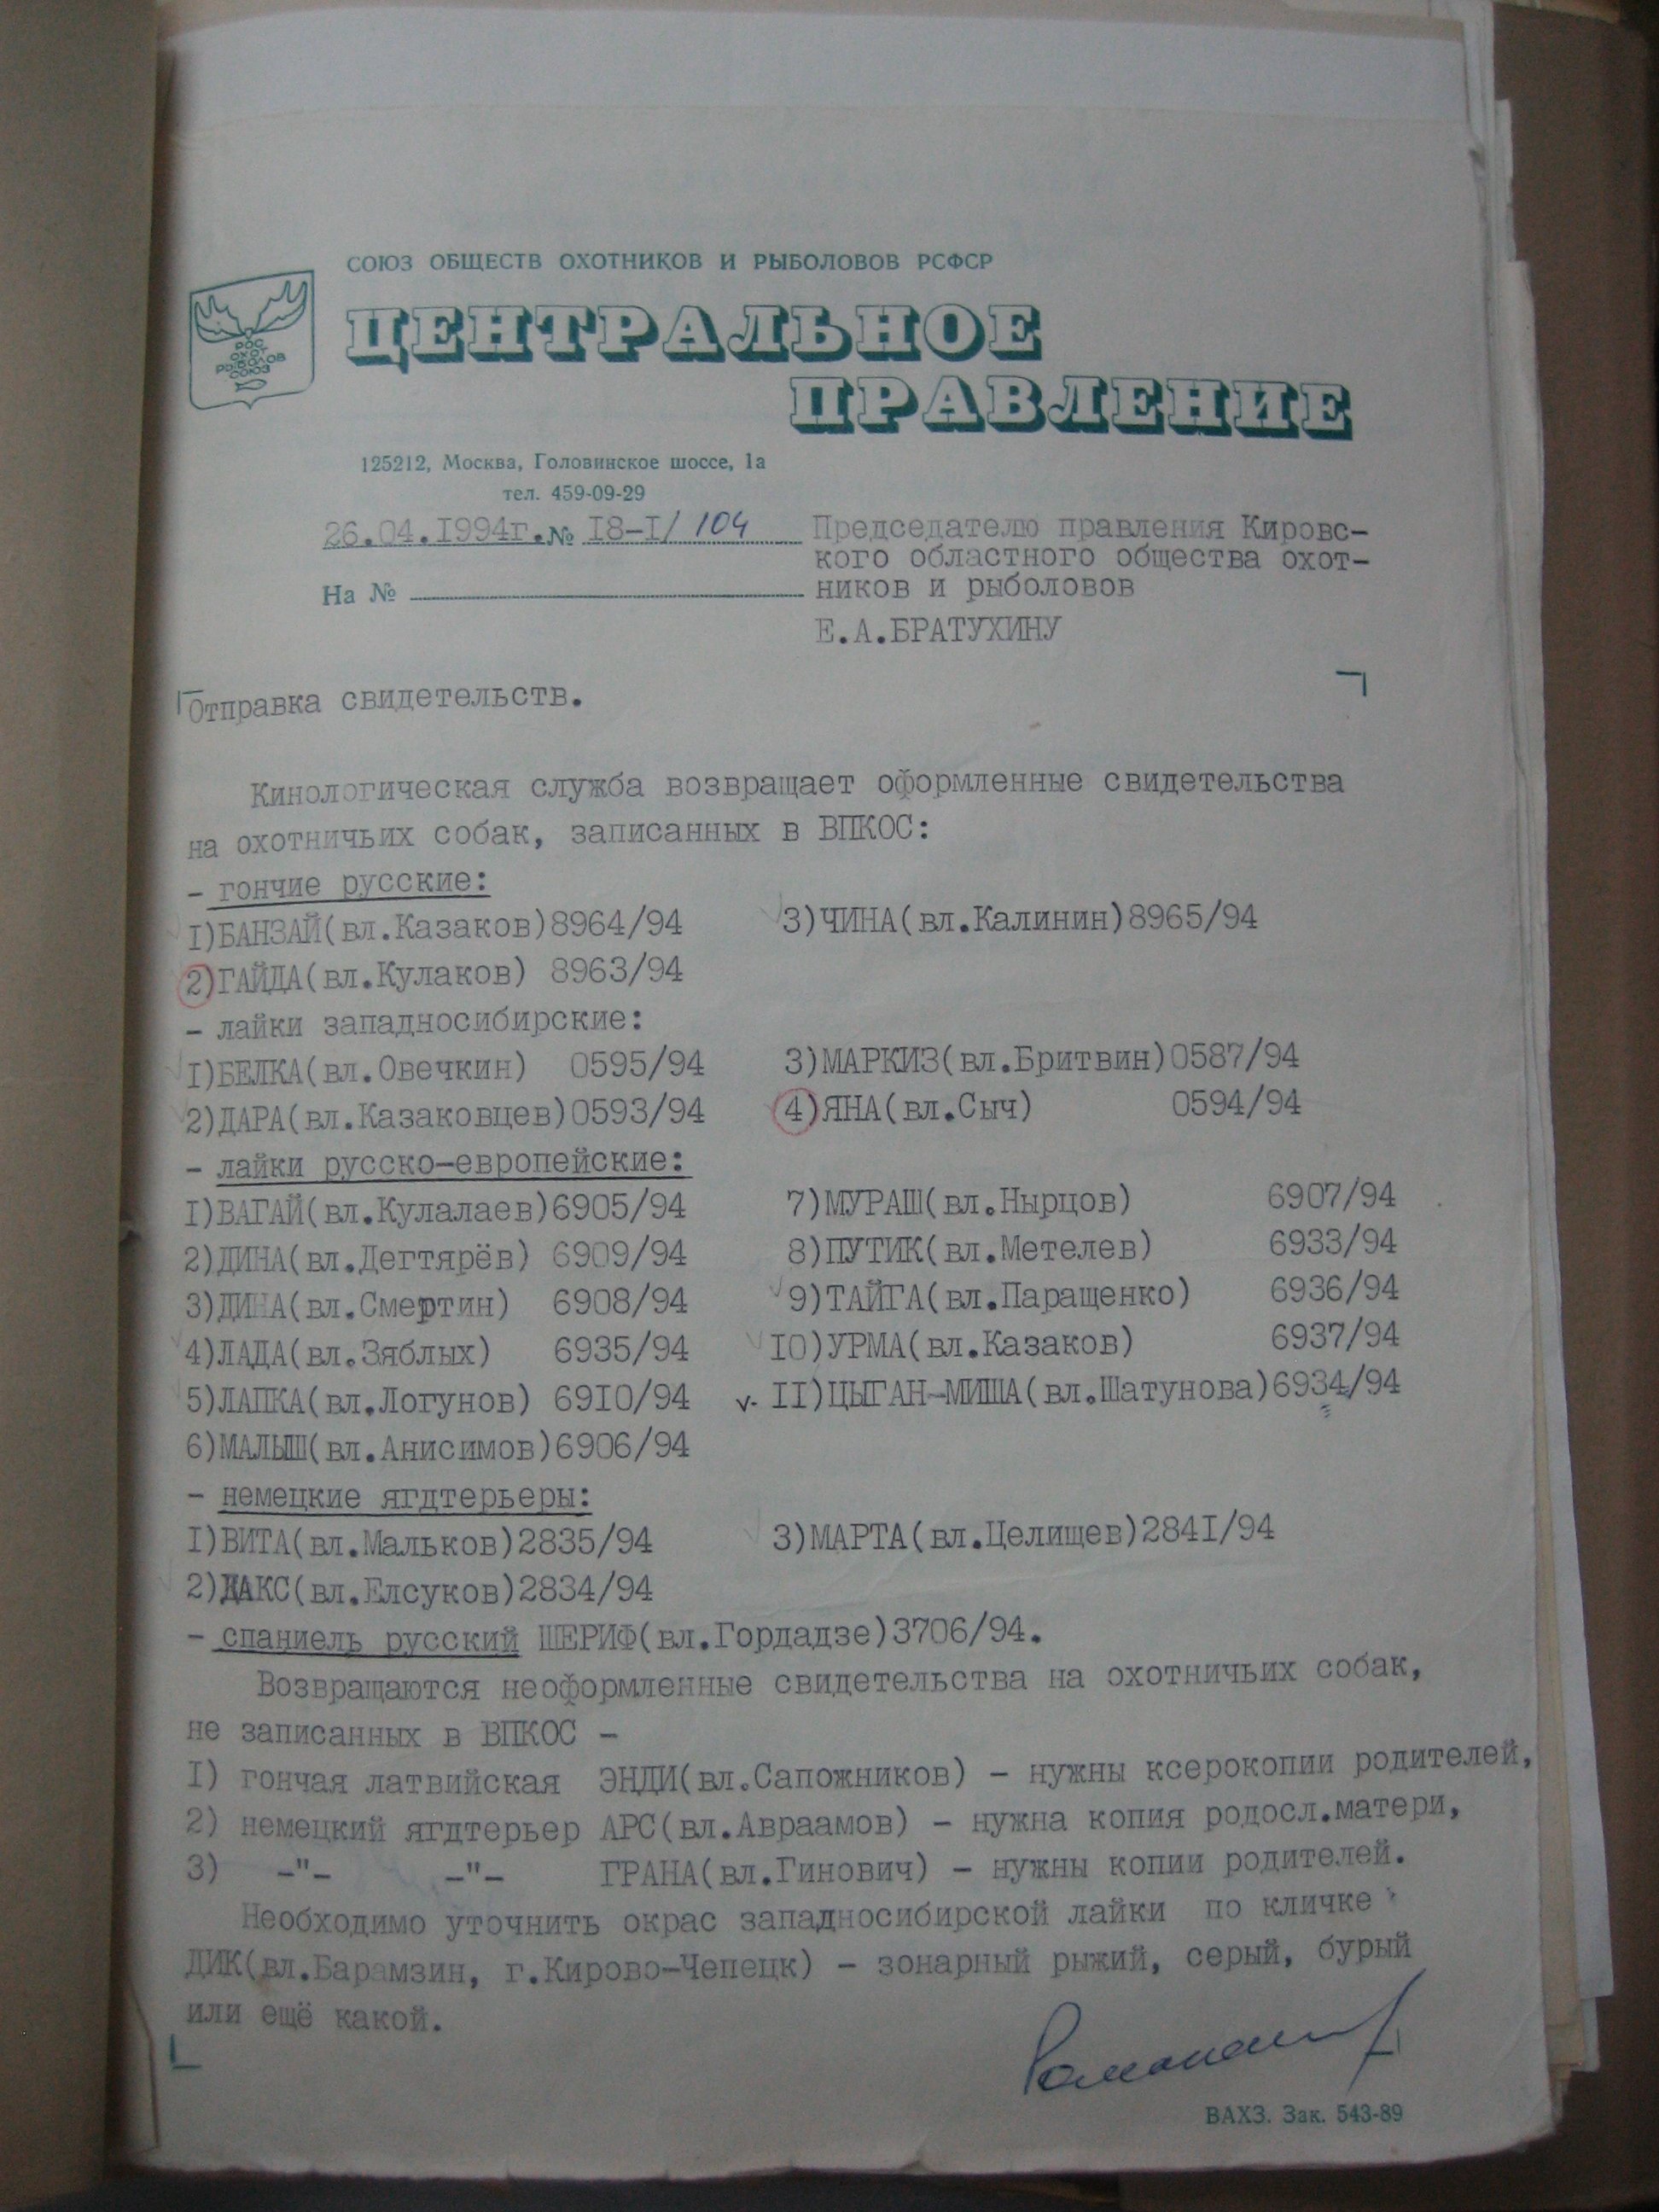 СОЮЗ ОБЩЕСТВ ОХОТНИКОВ И РЫБОЛОВОВ РСФСР
РОС
ОХОТ
РЫБОЛОВ
СОЮЗ
ЦЕНТРАЛЬНОЕ
ПРАВЛЕНИЕ
125212, Москва, Головинское шоссе, 1а
тел. 459-09-29
26.04.I994г. № I8-I/ 104
На №
Председателю правления Кировс-
кого областного общества охот-
ников и рыболовов
Е.А.БРАТУХИНУ
Отправка свидетельств.
Кинологическая служба возвращает оформленные свидетельства
на охотничьих собак, записанных в ВПКОС:
- гончие русские:
I)БАНЗАЙ(вл.Казаков)8964/94 3)ЧИНА(вл.Калинин)8965/94
2)ГАЙДА(вл.Кулаков) 8963/94
- лайки западносибирские:
I)БЕЛКА(вл.Овечкин) 0595/94 3)МАРКИЗ(вл.Бритвин)0587/94
2)ДАРА(вл.Казаковцев)0593/94 4)ЯНА(вл.Сыч) 0594/94
- лайки русско-европейские:
I)ВАГАЙ(вл.Кулалаев)6905/94 7)МУРАШ(вл.Нырцов) 6907/94
2)ДИНА(вл.Дегтярёв) 6909/94 8)ПУТИК(вл.Метелев) 6933/94
3)ДИНА(вл.Смертин) 6908/94 9)ТАЙГА(вл.Паращенко) 6936/94
4)ЛАДА(вл.Зяблых) 6935/94 IO)УРМА(вл.Казаков) 6937/94
5)ЛАПКА(вл.Логунов) 69I0/94 v. II)ЦЫГАН-МИША(вл.Шатунова)6934/94
6)МАЛЫШ(вл.Анисимов)6906/94
- немецкие ягдтерьеры:
I)ВИТА(вл.Мальков)2835/94 3)МАРТА(вл.Целищев)284I/94
2)ДАКС(вл.Елсуков)2834/94
- спаниель русский ШЕРИФ(вл.Гордадзе)3706/94.
Возвращаются неоформленные свидетельства на охотничьих собак,
не записанных в ВПКОС -
I) гончая латвийская ЭНДИ(вл.Сапожников) - нужны ксерокопии родителей,
2) немецкий ягдтерьер АРС(вл.Авраамов) - нужна копия родосл.матери,
3) -"- -"- ГРАНА(вл.Гинович) - нужны копии родителей.
Необходимо уточнить окрас западносибирской лайки по кличке
ДИК(вл.Барамзин, г.Кирово-Чепецк) - зонарный рыжий, серый, бурый
или ещё какой.
ВАХЗ. Зак. 543-89